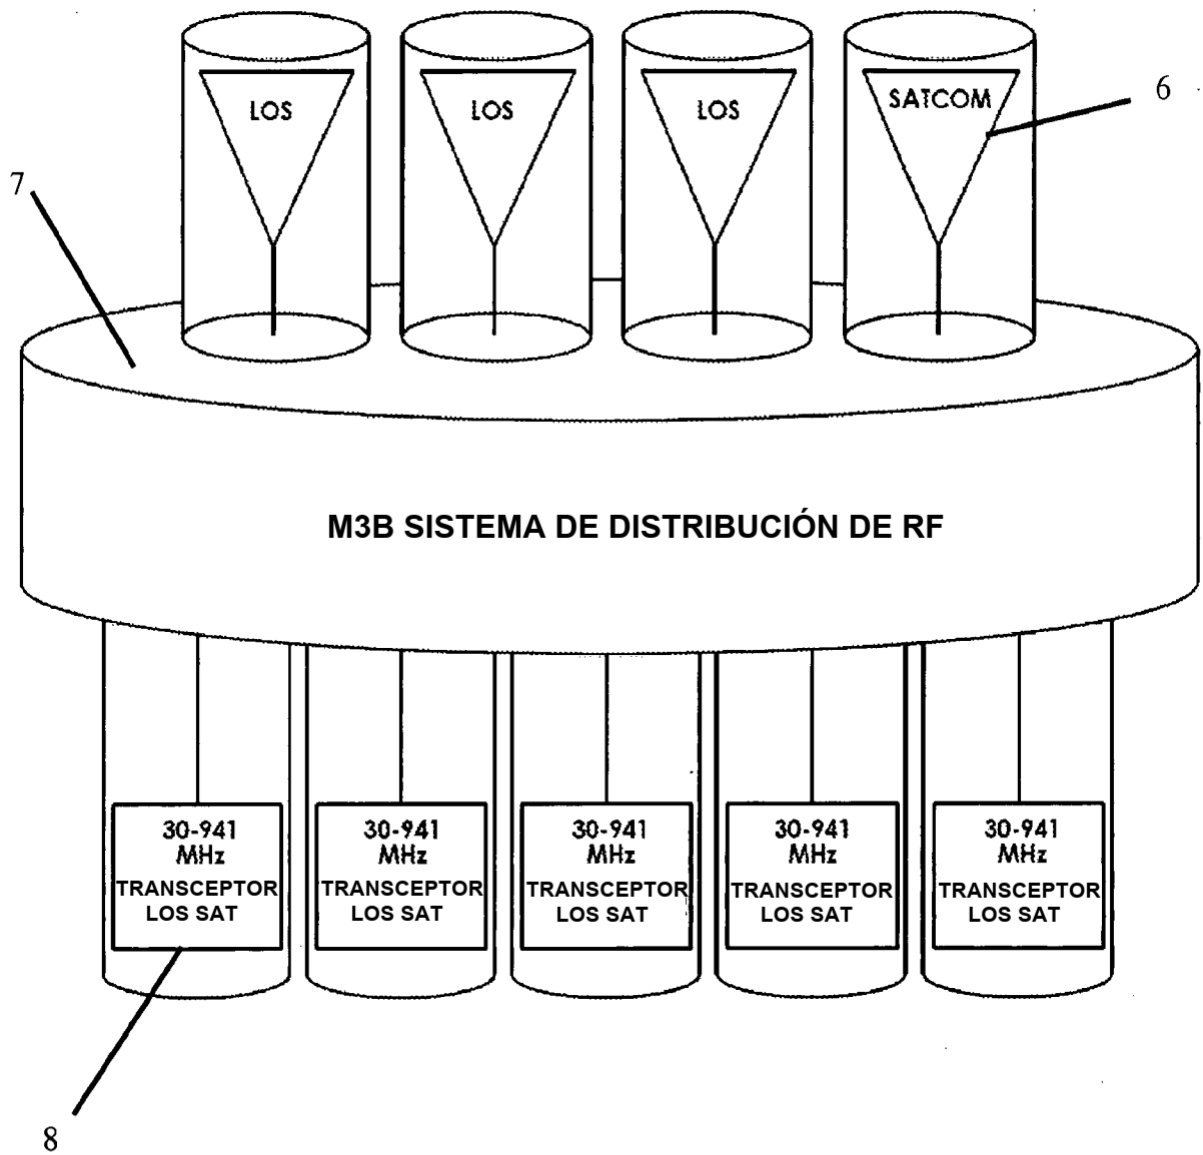 LOS
LOS
LOS
SATCOM
6
7
M3B SISTEMA DE DISTRIBUCIÓN DE RF
30-941
MHz
TRANSCEPTOR
LOS SAT
30-941
MHz
TRANSCEPTOR
LOS SAT
30-941
MHz
TRANSCEPTOR
LOS SAT
30-941
MHz
TRANSCEPTOR
LOS SAT
30-941
MHz
TRANSCEPTOR
LOS SAT
8